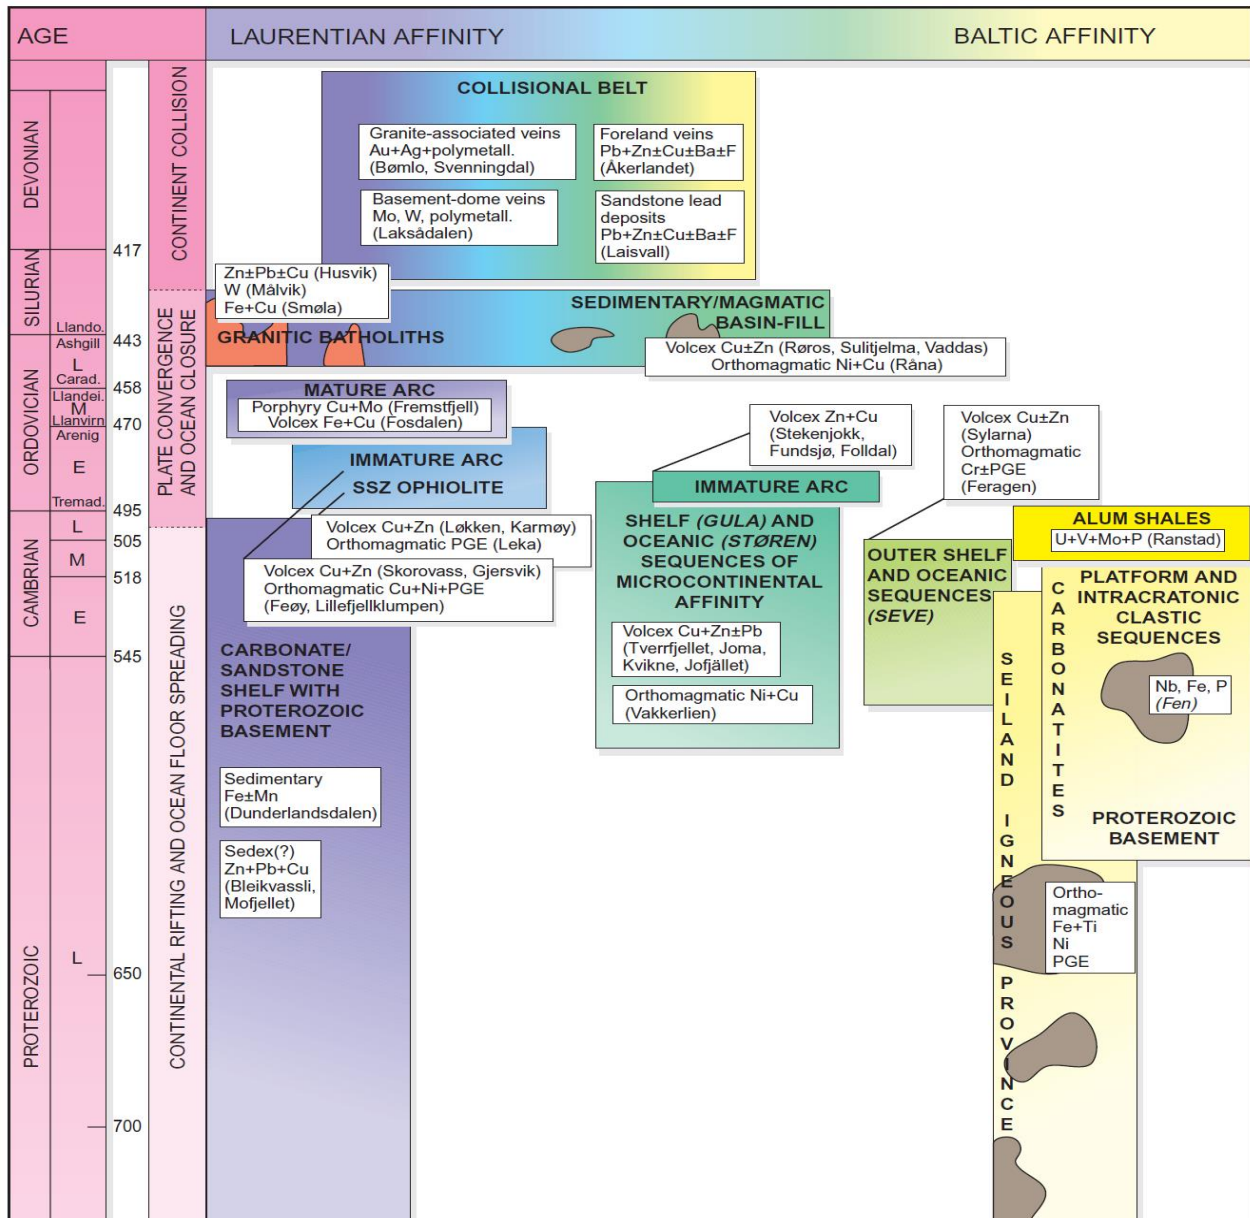 AGE
LAURENTIAN AFFINITY
BALTIC AFFINITY
DEVONIAN
SILURIAN
ORDOVICIAN
CAMBRIAN
PROTEROZOIC
Llando.
Ashgill
L
Carad.
Llandei.
M
Llanvirn
Arenig
E
Tremad.
L
M
E
L
417
443
458
470
495
505
518
545
650
700
CONTINENT COLLISION
PLATE CONVERGENCE
AND OCEAN CLOSURE
CONTINENTAL RIFTING AND OCEAN FLOOR SPREADING
COLLISIONAL BELT
Granite-associated veins
Au+Ag+polymetall.
(Bømlo, Svenningdal)
Foreland veins
Pb+Zn±Cu±Ba±F
(Åkerlandet)
Basement-dome veins
Mo, W, polymetall.
(Laksådalen)
Sandstone lead
deposits
Pb+Zn±Cu±Ba±F
(Laisvall)
Zn±Pb±Cu (Husvik)
W (Målvik)
Fe+Cu (Smøla)
GRANITIC BATHOLITHS
SEDIMENTARY/MAGMATIC
BASIN-FILL
Volcex Cu±Zn (Røros, Sulitjelma, Vaddas)
Orthomagmatic Ni+Cu (Råna)
MATURE ARC
Porphyry Cu+Mo (Fremstfjell)
Volcex Fe+Cu (Fosdalen)
IMMATURE ARC
SSZ OPHIOLITE
Volcex Cu+Zn (Løkken, Karmøy)
Orthomagmatic PGE (Leka)
Volcex Cu+Zn (Skorovass, Gjersvik)
Orthomagmatic Cu+Ni+PGE
(Feøy, Lillefjellklumpen)
CARBONATE/
SANDSTONE
SHELF WITH
PROTEROZOIC
BASEMENT
Sedimentary
Fe±Mn
(Dunderlandsdalen)
Sedex(?)
Zn+Pb+Cu
(Bleikvassli,
Mofjellet)
Volcex Zn+Cu
(Stekenjokk,
Fundsjø, Folldal)
IMMATURE ARC
SHELF (GULA) AND
OCEANIC (STØREN)
SEQUENCES OF
MICROCONTINENTAL
AFFINITY
Volcex Cu+Zn±Pb
(Tverrfjellet, Joma,
Kvikne, Jofjället)
Orthomagmatic Ni+Cu
(Vakkerlien)
Volcex Cu±Zn
(Sylarna)
Orthomagmatic
Cr±PGE
(Feragen)
OUTER SHELF
AND OCEANIC
SEQUENCES
(SEVE)
ALUM SHALES
U+V+Mo+P (Ranstad)
SEILAND IGNEOUS PROVINCE
CARBONATITES
PLATFORM AND
INTRACRATONIC
CLASTIC
SEQUENCES
Nb, Fe, P
(Fen)
PROTEROZOIC
BASEMENT
Ortho-
magmatic
Fe+Ti
Ni
PGE